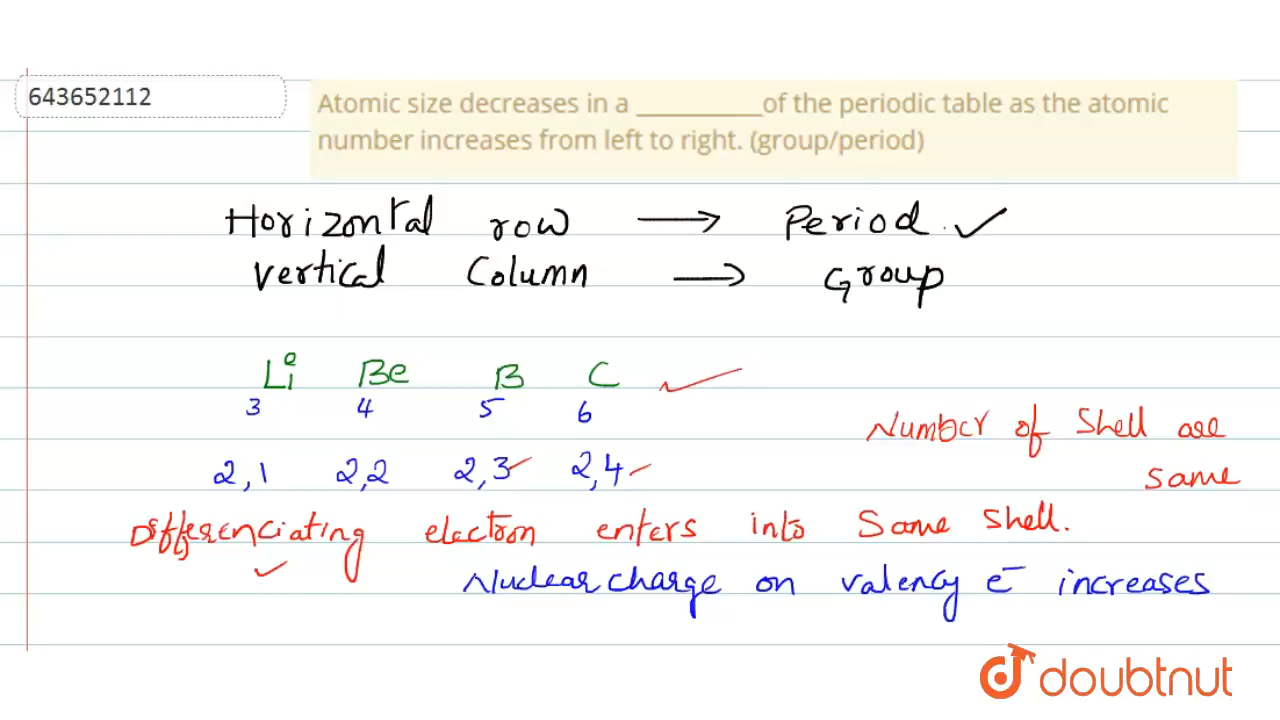 643652112
Atomic size decreases in a __________of the periodic table as the atomic
number increases from left to right. (group/period)
Horizontal row → Period. ✓
Vertical Column → Group
Li Be B C ✓
3 4 5 6
Number of Shell are
same
2,1 2,2 2,3 2,4
Differenciating electron enters into Same Shell.
Nuclear charge on valency e⁻ increases
doubtnut